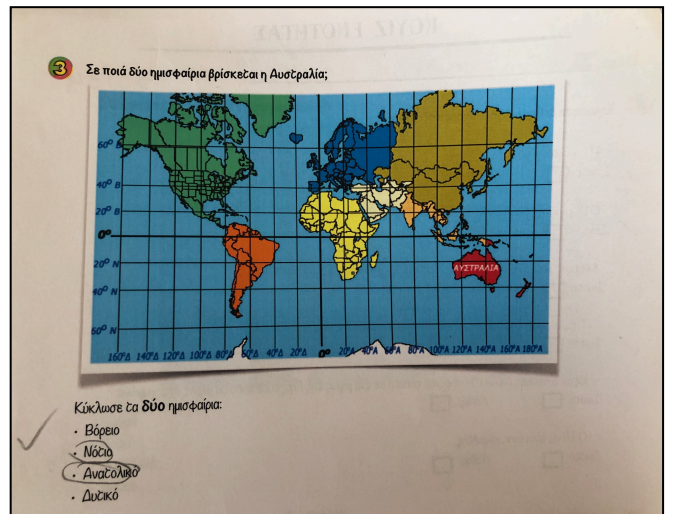 ΚΟΥΙΖ ΕΝΟΤΗΤΑΣ
3 Σε ποιά δύο ημισφαίρια βρίσκεται η Αυστραλία;
60° Β
40° Β
20° Β
0°
20° Ν
ΑΥΣΤΡΑΛΙΑ
40° Ν
60° Ν
160°Δ 140°Δ 120°Δ 100°Δ 80°Δ 60°Δ 40°Δ 20°Δ 0° 20°Α 40°Α 60°Α 80°Α 100°Α 120°Α 140°Α 160°Α 180°Α
Κύκλωσε τα δύο ημισφαίρια:
· Βόρειο
· Νότιο
· Ανατολικό
· Δυτικό